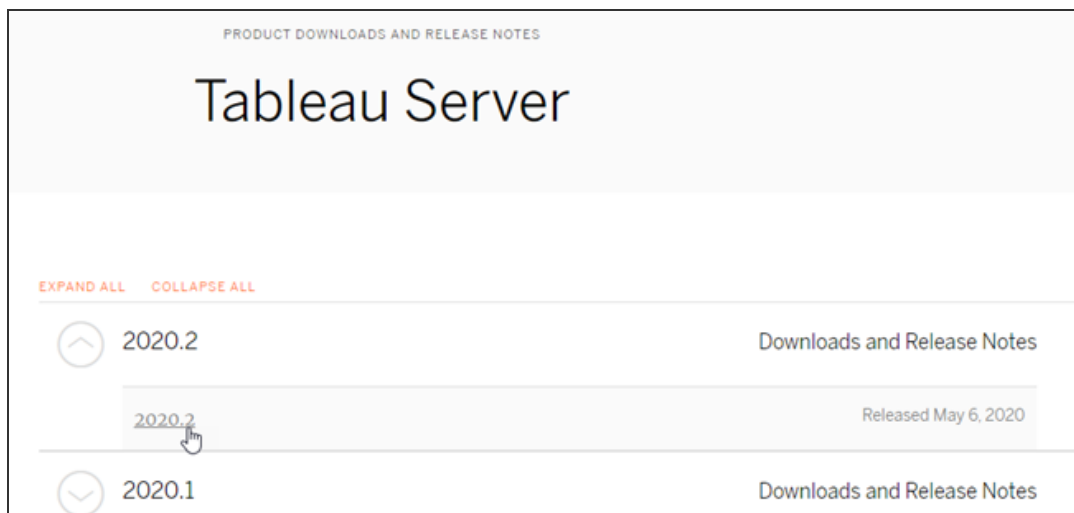 PRODUCT DOWNLOADS AND RELEASE NOTES
Tableau Server
EXPAND ALL COLLAPSE ALL
2020.2 Downloads and Release Notes
2020.2 Released May 6, 2020
2020.1 Downloads and Release Notes